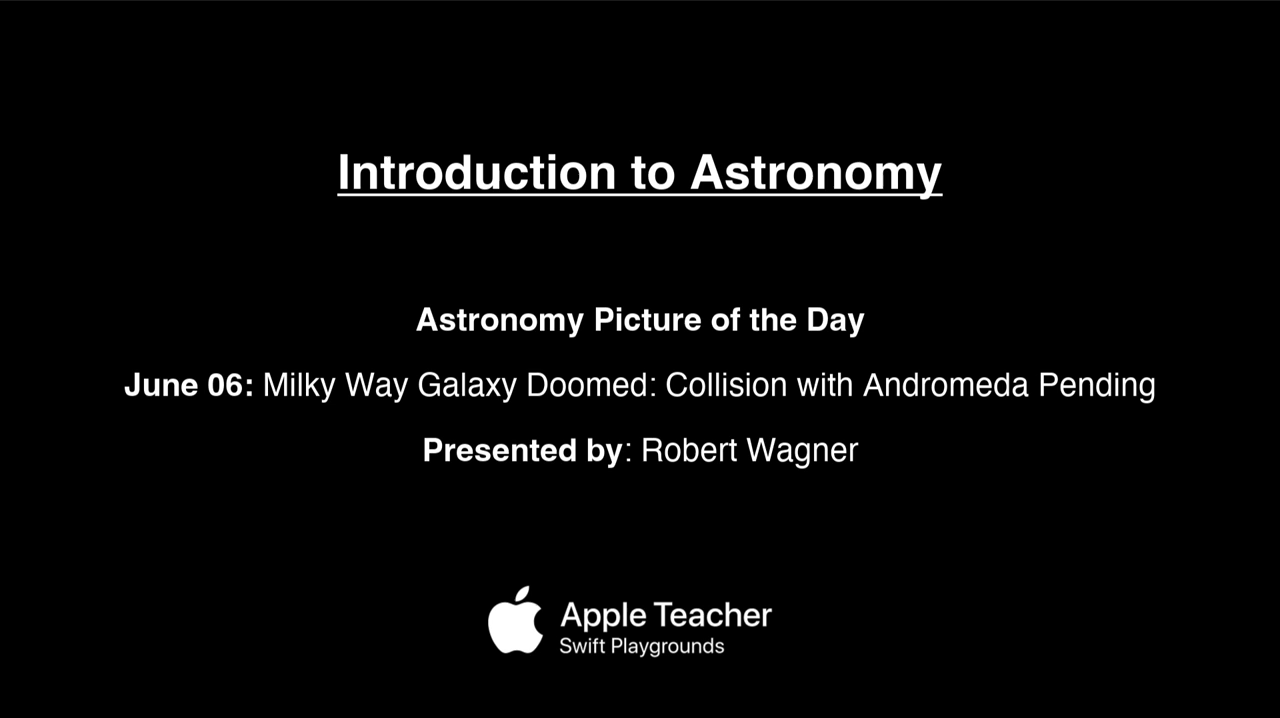 Introduction to Astronomy
Astronomy Picture of the Day
June 06: Milky Way Galaxy Doomed: Collision with Andromeda Pending
Presented by: Robert Wagner
Apple Teacher
Swift Playgrounds